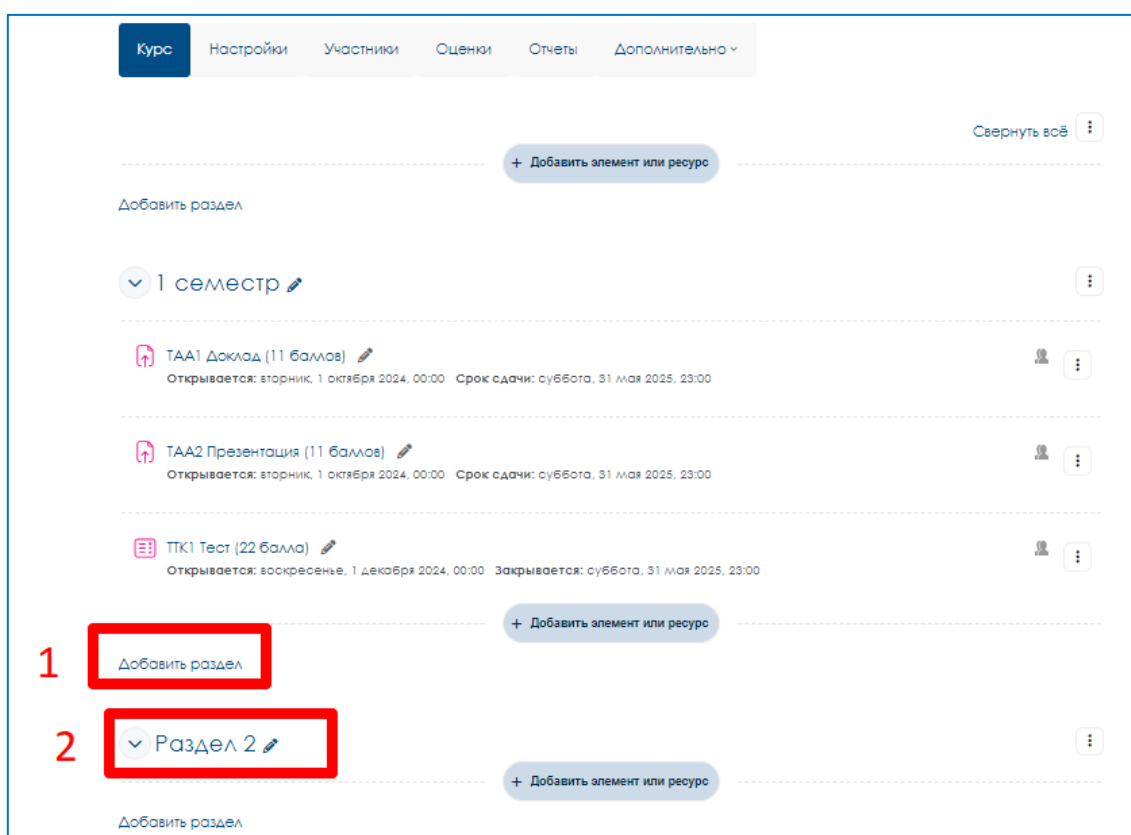 Курс Настройки Участники Оценки Отчеты Дополнительно
Свернуть всё
+ Добавить элемент или ресурс
Добавить раздел
1 семестр
ТАА1 Доклад (11 баллов)
Открывается: вторник, 1 октября 2024, 00:00 Срок сдачи: суббота, 31 мая 2025, 23:00
ТАА2 Презентация (11 баллов)
Открывается: вторник, 1 октября 2024, 00:00 Срок сдачи: суббота, 31 мая 2025, 23:00
ТТК1 Тест (22 балла)
Открывается: воскресенье, 1 декабря 2024, 00:00 Закрывается: суббота, 31 мая 2025, 23:00
+ Добавить элемент или ресурс
1 Добавить раздел
2 Раздел 2
+ Добавить элемент или ресурс
Добавить раздел